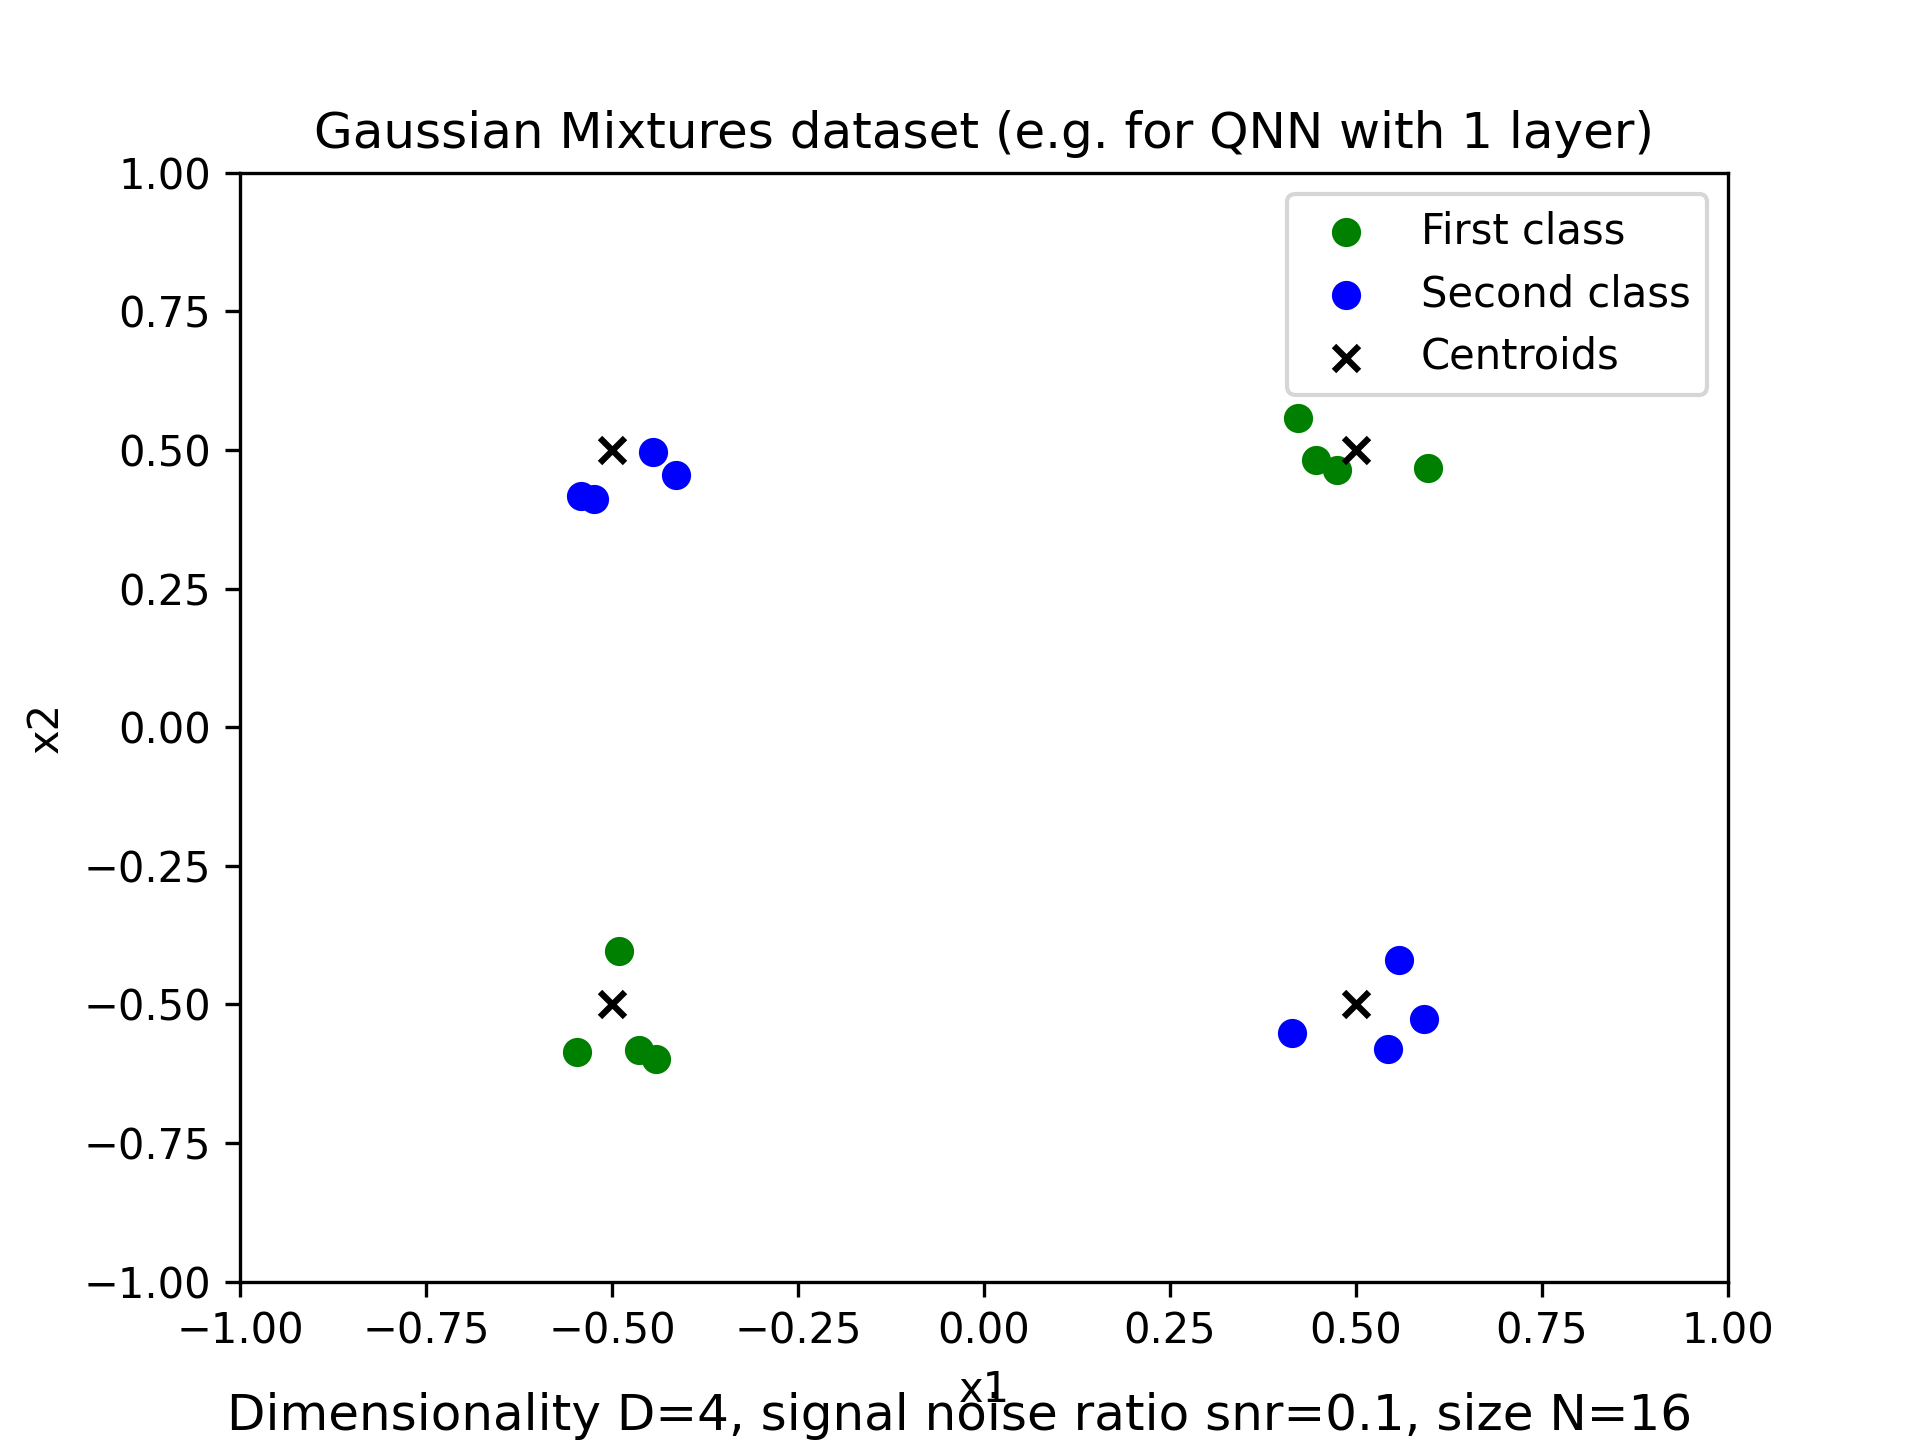 Gaussian Mixtures dataset (e.g. for QNN with 1 layer)
First class
Second class
Centroids
1.00
0.75
0.50
0.25
0.00
−0.25
−0.50
−0.75
−1.00
x2
−1.00 −0.75 −0.50 −0.25 0.00 0.25 0.50 0.75 1.00
x1
Dimensionality D=4, signal noise ratio snr=0.1, size N=16